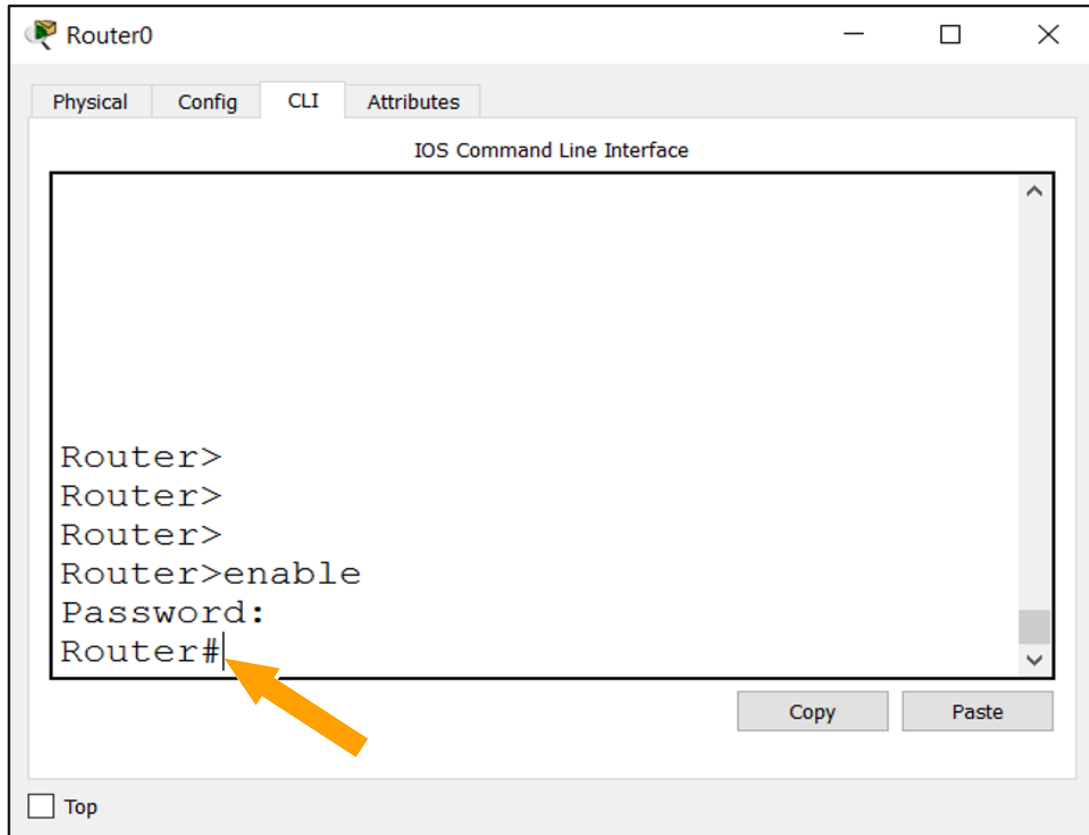 Router0
Physical Config CLI Attributes
IOS Command Line Interface
Router>
Router>
Router>
Router>enable
Password:
Router#
Copy Paste
Top